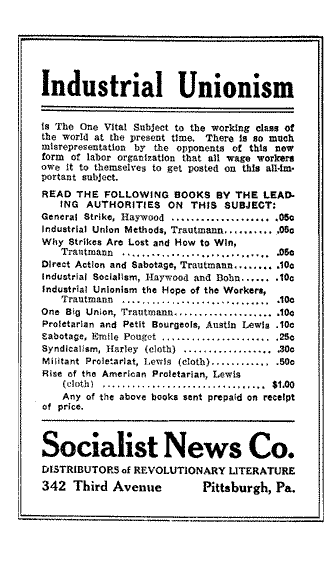 Industrial Unionism
is The One Vital Subject to the working class of
the world at the present time. There is so much
misrepresentation by the opponents of this new
form of labor organization that all wage workers
owe it to themselves to get posted on this all-im-
portant subject.
READ THE FOLLOWING BOOKS BY THE LEAD-
ING AUTHORITIES ON THIS SUBJECT:
General Strike, Haywood .................... .05c
Industrial Union Methods, Trautmann.......... .05c
Why Strikes Are Lost and How to Win,
Trautmann ............................ .05c
Direct Action and Sabotage, Trautmann........ .10c
Industrial Socialism, Haywood and Bohn...... .10c
Industrial Unionism the Hope of the Workers,
Trautmann ............................ .10c
One Big Union, Trautmann.................... .10c
Proletarian and Petit Bourgeois, Austin Lewis .10c
Sabotage, Emile Pouget ...................... .25c
Syndicalism, Harley (cloth) .................. .30c
Militant Proletariat, Lewis (cloth)............ .50c
Rise of the American Proletarian, Lewis
(cloth) ................................ $1.00
Any of the above books sent prepaid on receipt
of price.
Socialist News Co.
DISTRIBUTORS of REVOLUTIONARY LITERATURE
342 Third Avenue Pittsburgh, Pa.